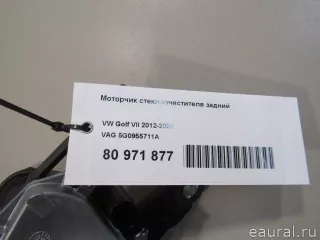 Моторчик стеклоочистителя задний
VW Golf VII 2012-2020
VAG 5G0955711A
80 971 877
eaural.ru